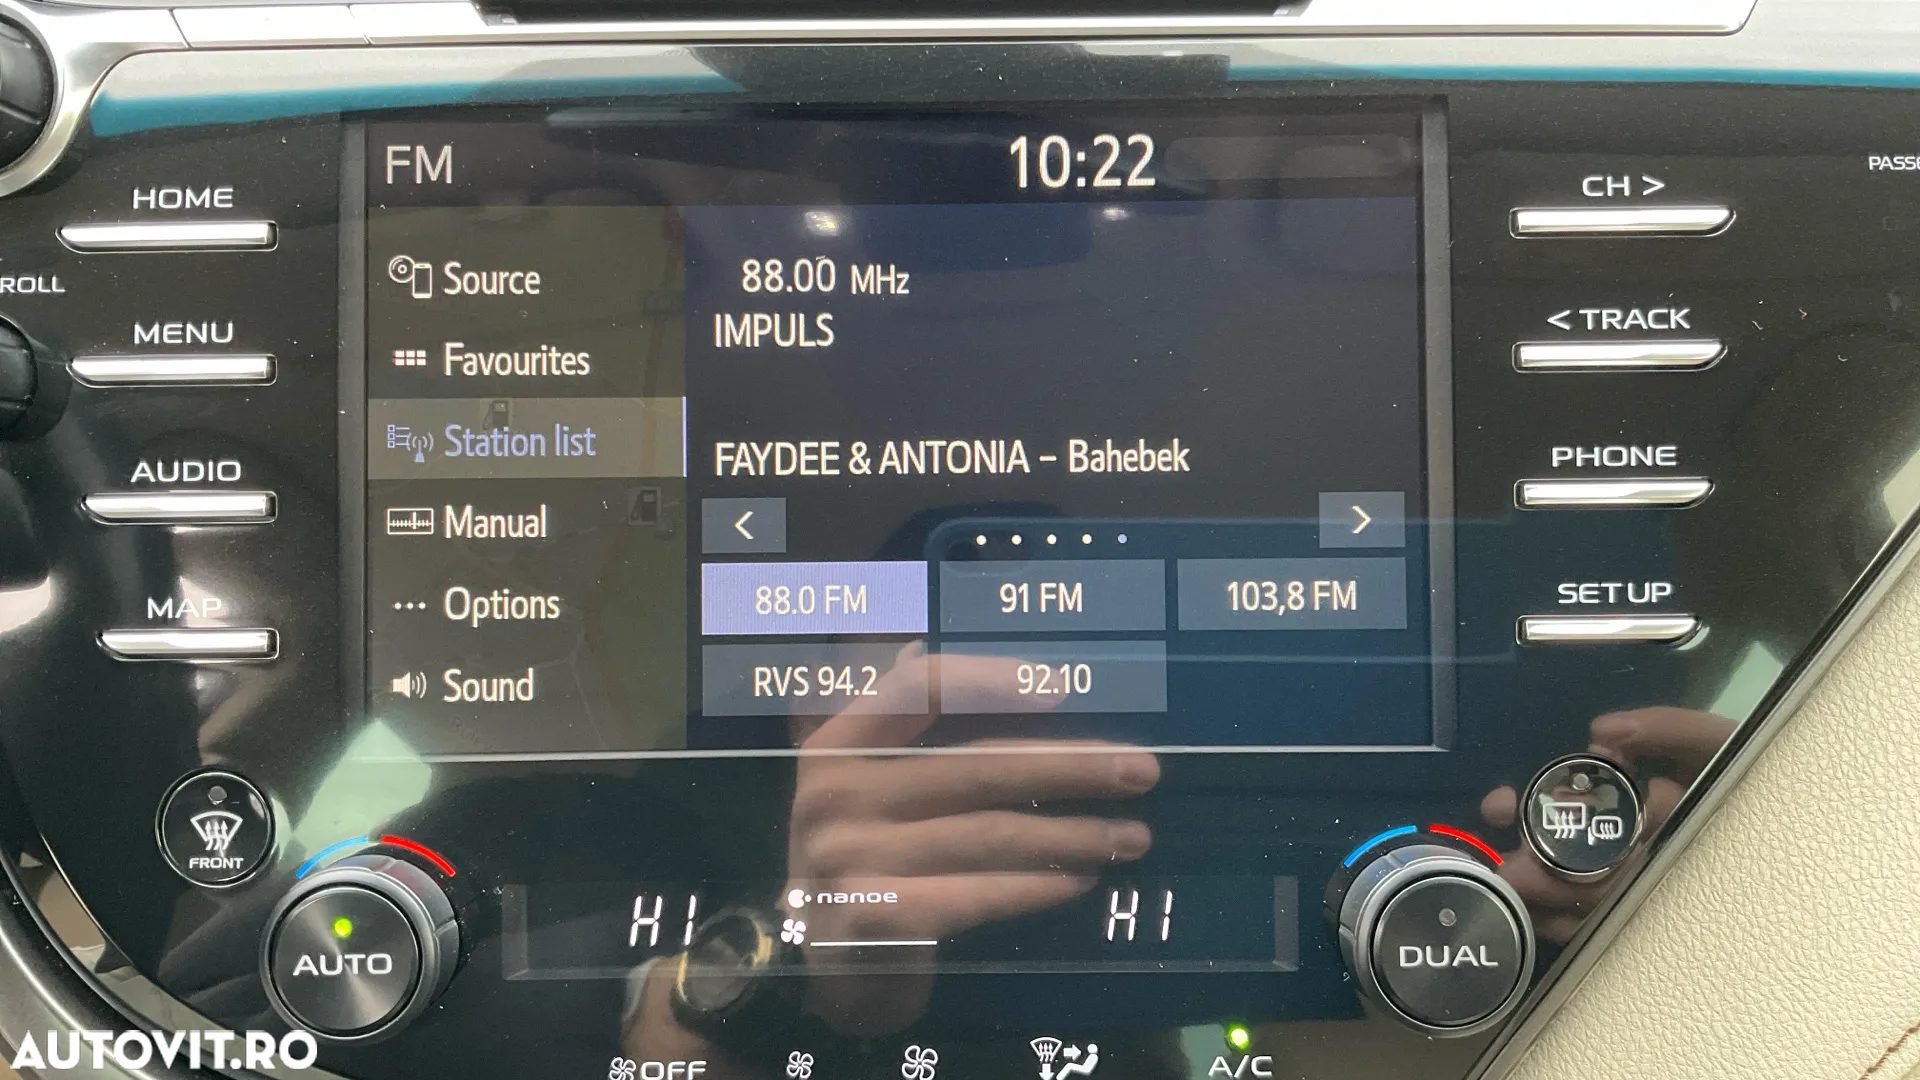 FM 10:22
PASSE
HOME
CH >
ROLL
Source
88.00 MHz
IMPULS
MENU
< TRACK
Favourites
Station list
FAYDEE & ANTONIA – Bahebek
AUDIO
PHONE
Manual
< >
88.0 FM 91 FM 103,8 FM
MAP
SETUP
Options
RVS 94.2 92.10
Sound
FRONT
HI nanoe HI
AUTO
DUAL
AUTOVIT.RO
OFF A/C